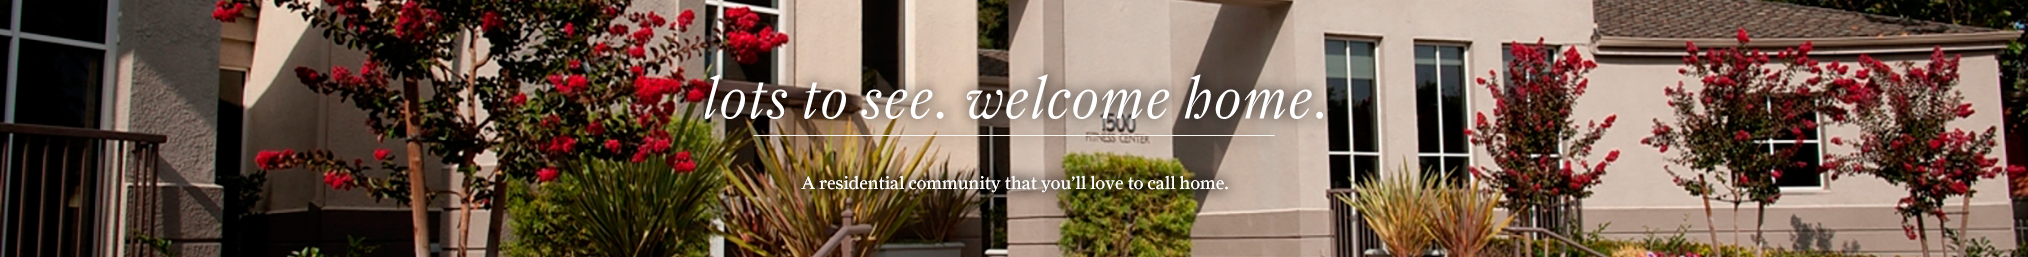 lots to see. welcome home.
1500
FITNESS CENTER
A residential community that you'll love to call home.